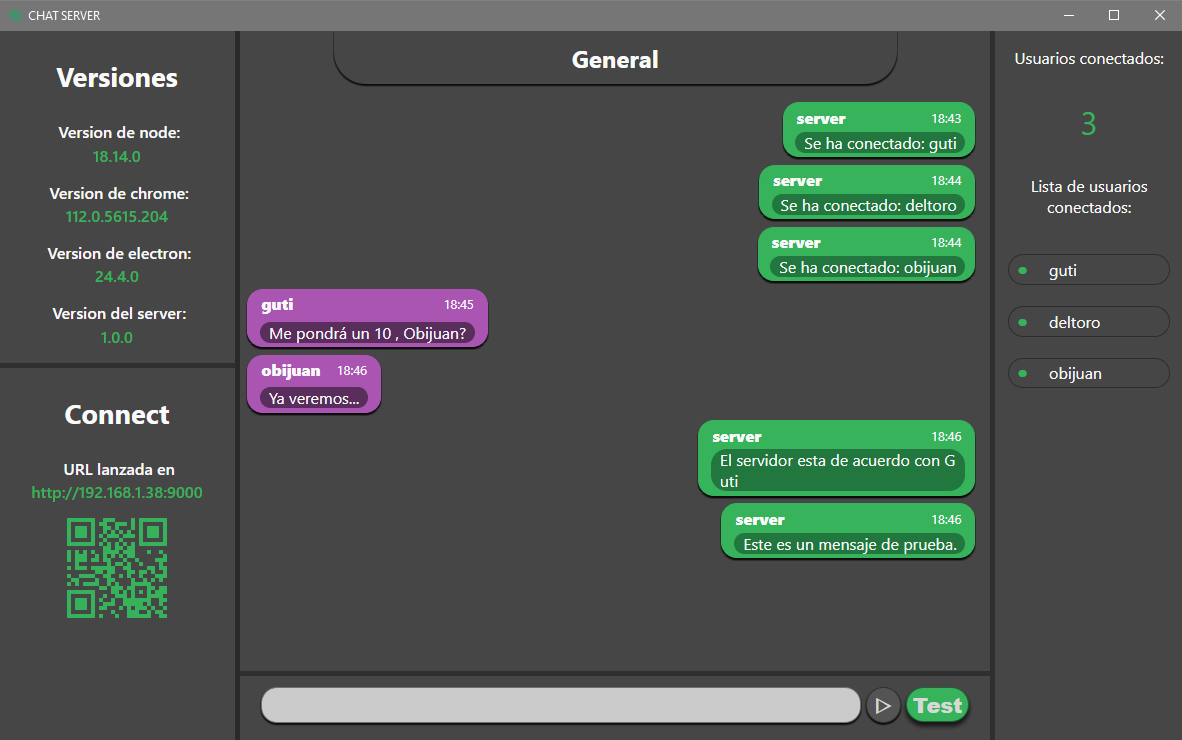 CHAT SERVER
Versiones
Version de node:
18.14.0
Version de chrome:
112.0.5615.204
Version de electron:
24.4.0
Version del server:
1.0.0
Connect
URL lanzada en
http://192.168.1.38:9000
General
server 18:43
Se ha conectado: guti
server 18:44
Se ha conectado: deltoro
server 18:44
Se ha conectado: obijuan
guti 18:45
Me pondrá un 10 , Obijuan?
obijuan 18:46
Ya veremos...
server 18:46
El servidor esta de acuerdo con G
uti
server 18:46
Este es un mensaje de prueba.
Test
Usuarios conectados:
3
Lista de usuarios
conectados:
guti
deltoro
obijuan